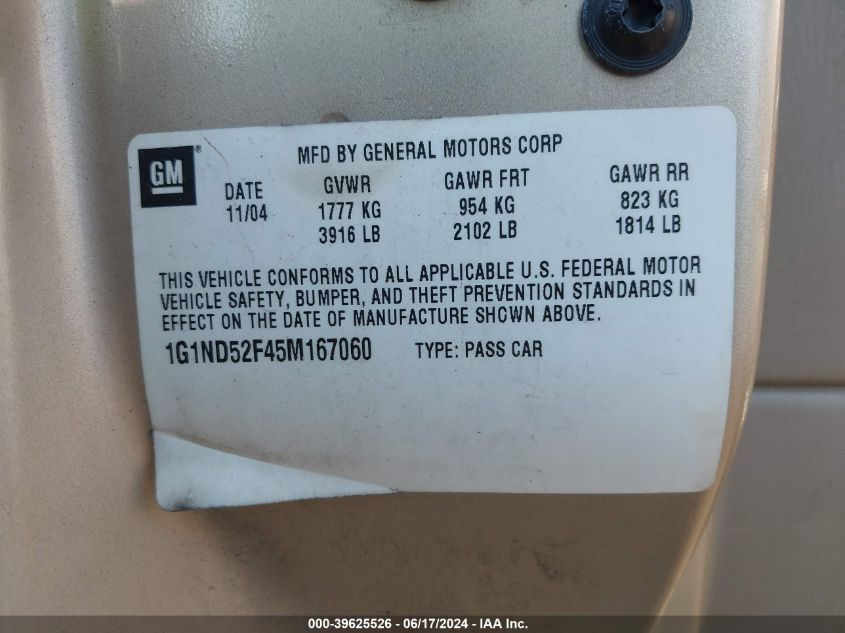 GM
MFD BY GENERAL MOTORS CORP
DATE GVWR GAWR FRT GAWR RR
11/04 1777 KG 954 KG 823 KG
3916 LB 2102 LB 1814 LB
THIS VEHICLE CONFORMS TO ALL APPLICABLE U.S. FEDERAL MOTOR
VEHICLE SAFETY, BUMPER, AND THEFT PREVENTION STANDARDS IN
EFFECT ON THE DATE OF MANUFACTURE SHOWN ABOVE.
1G1ND52F45M167060 TYPE: PASS CAR
000-39625526 - 06/17/2024 - IAA Inc.